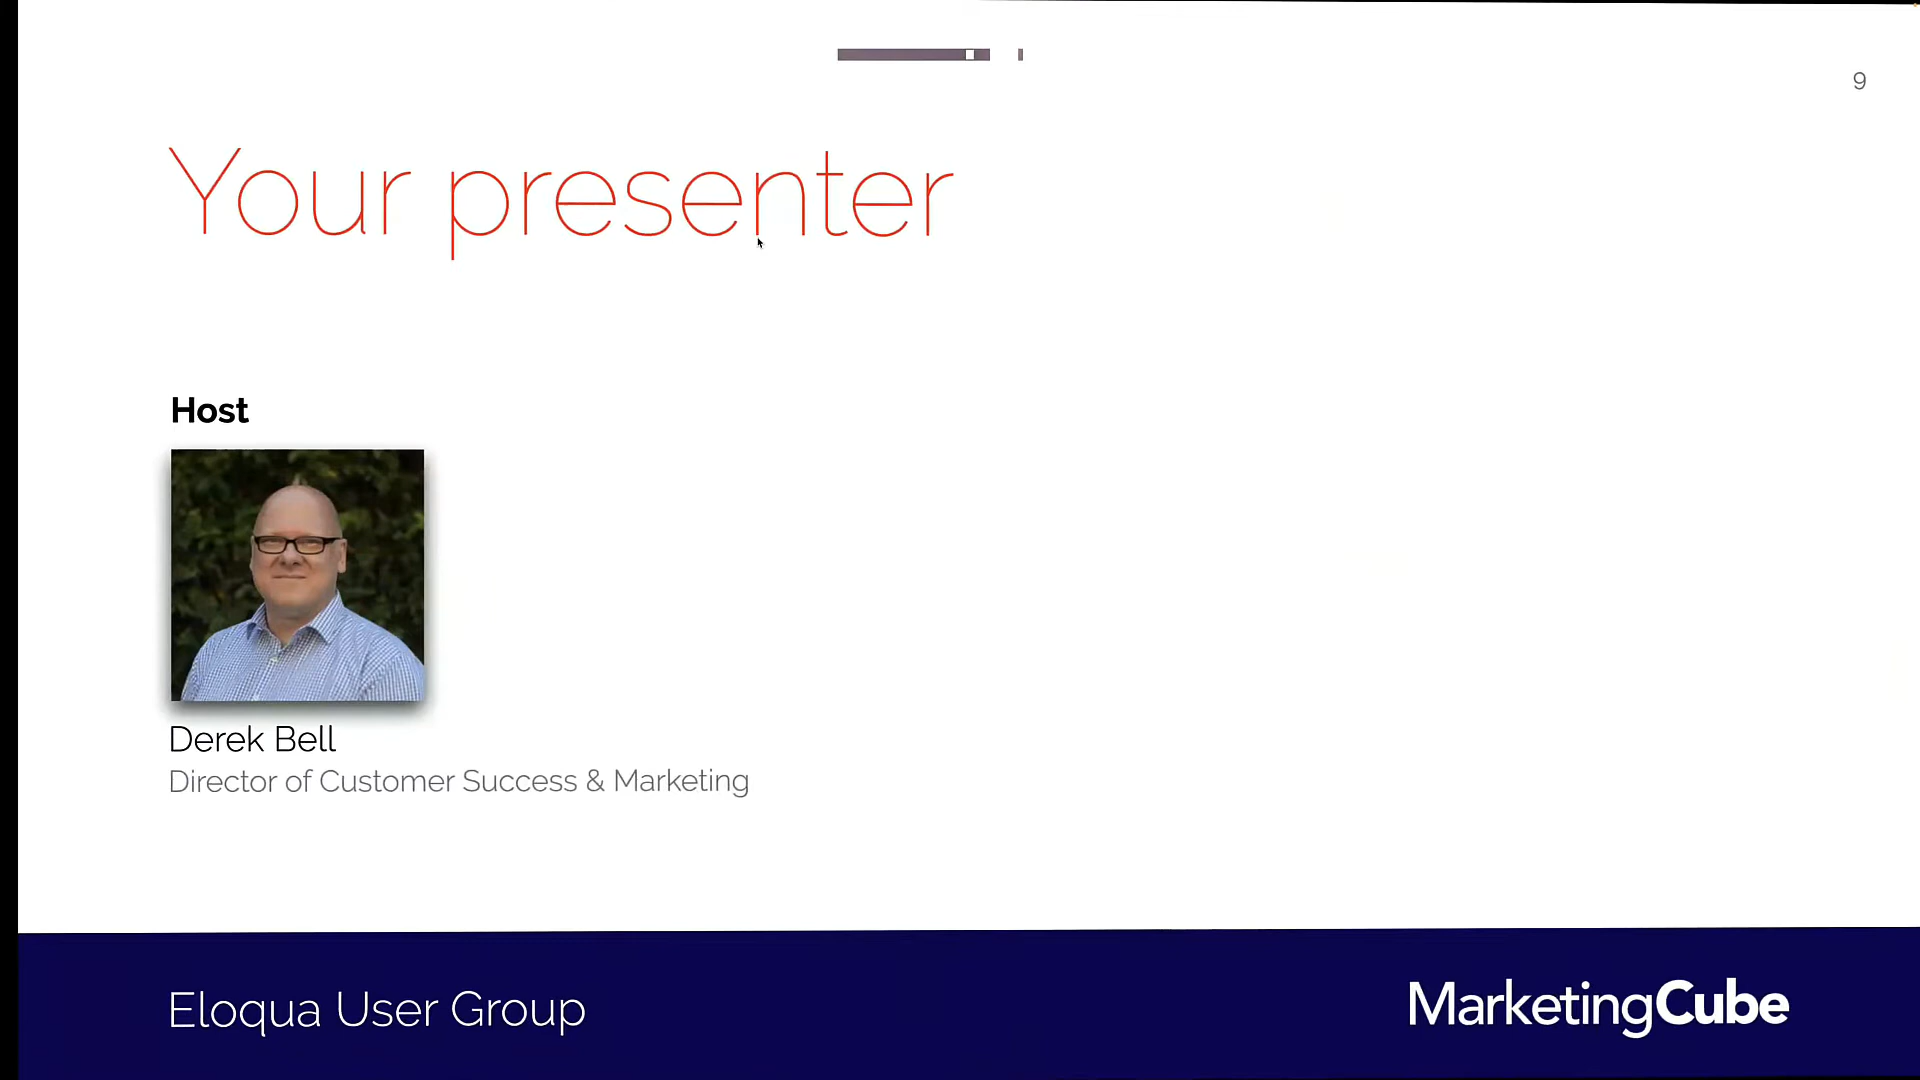 9
Your presenter
Host
Derek Bell
Director of Customer Success & Marketing
Eloqua User Group
MarketingCube